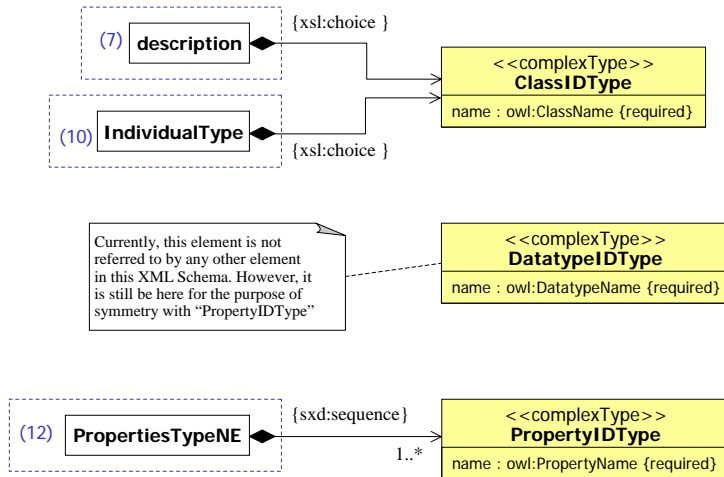 {xsl:choice }
(7)
description
<<complexType>>
ClassIDType
name : owl:ClassName {required}
(10)
IndividualType
{xsl:choice }
Currently, this element is not
referred to by any other element
in this XML Schema. However, it
is still be here for the purpose of
symmetry with “PropertyIDType”
<<complexType>>
DatatypeIDType
name : owl:DatatypeName {required}
(12)
PropertiesTypeNE
{sxd:sequence}
1..*
<<complexType>>
PropertyIDType
name : owl:PropertyName {required}